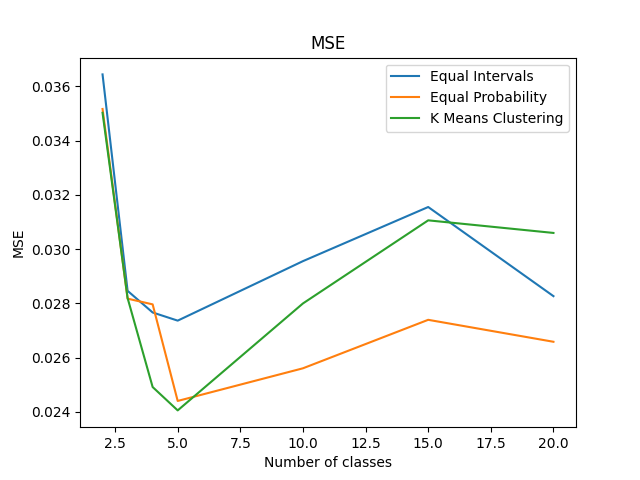 MSE
Equal Intervals
Equal Probability
K Means Clustering
0.036
0.034
0.032
0.030
0.028
0.026
0.024
MSE
2.5 5.0 7.5 10.0 12.5 15.0 17.5 20.0
Number of classes